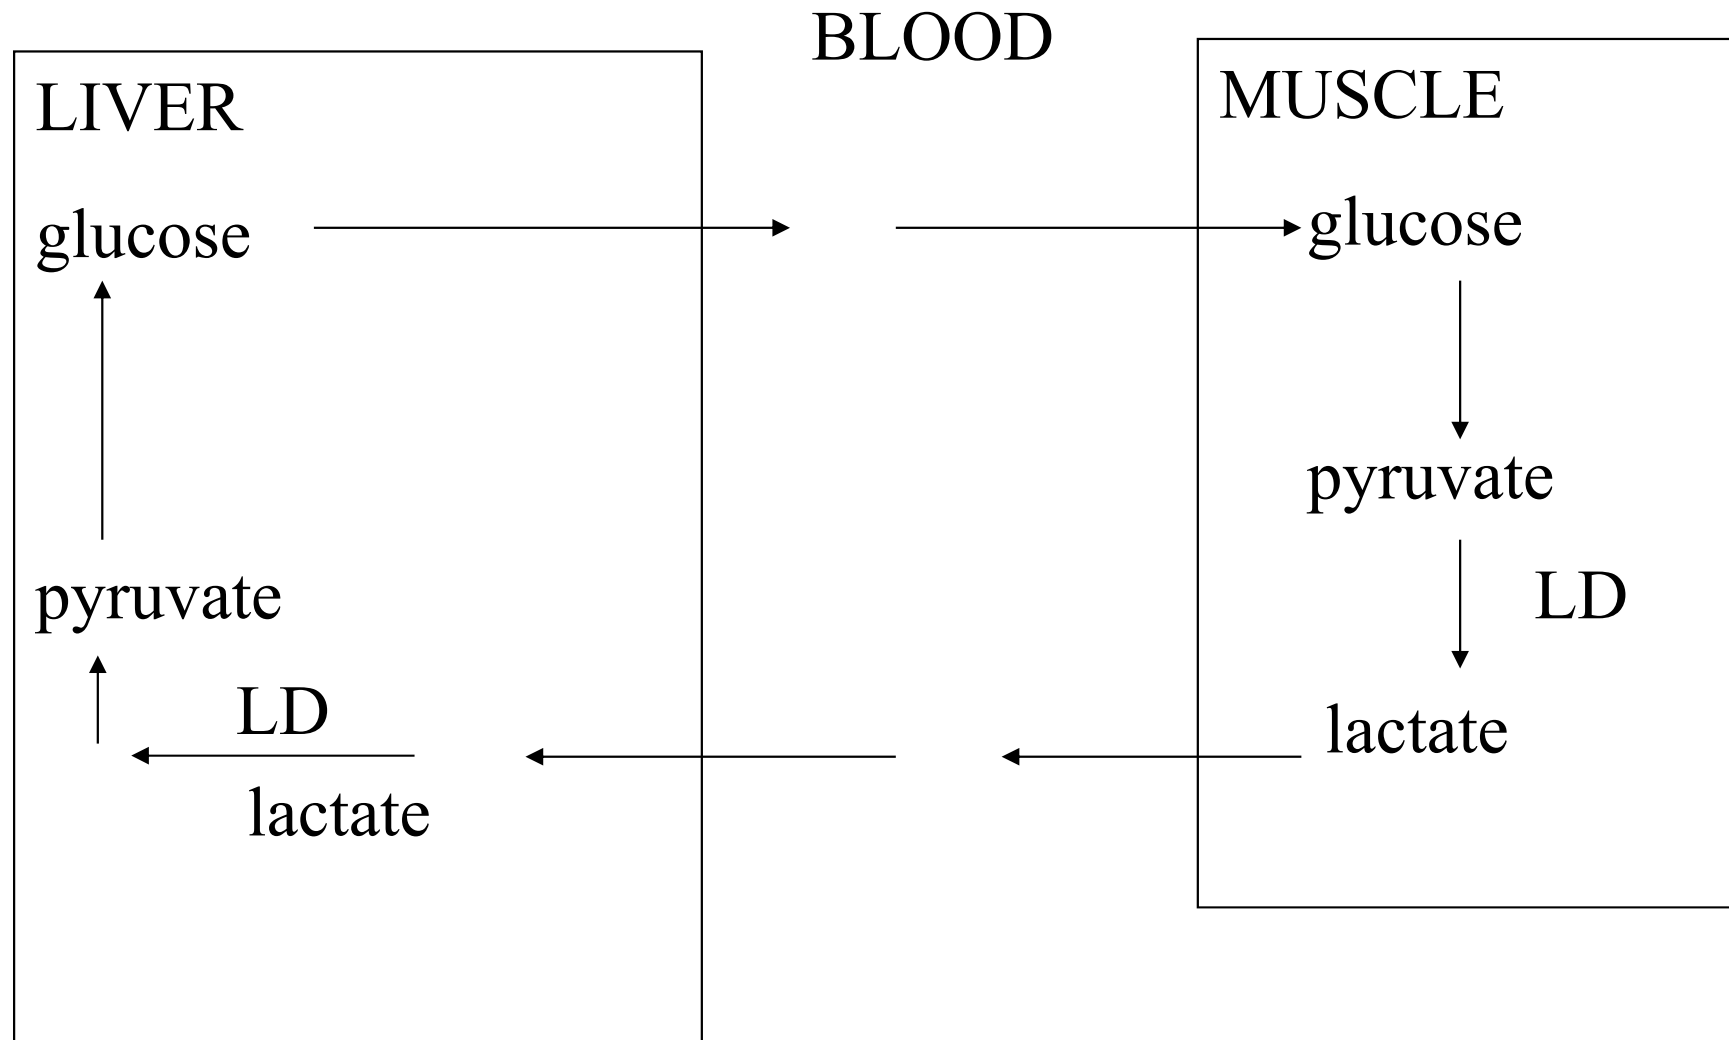 BLOOD
LIVER
MUSCLE
glucose
glucose
pyruvate
pyruvate
LD
LD
lactate
lactate